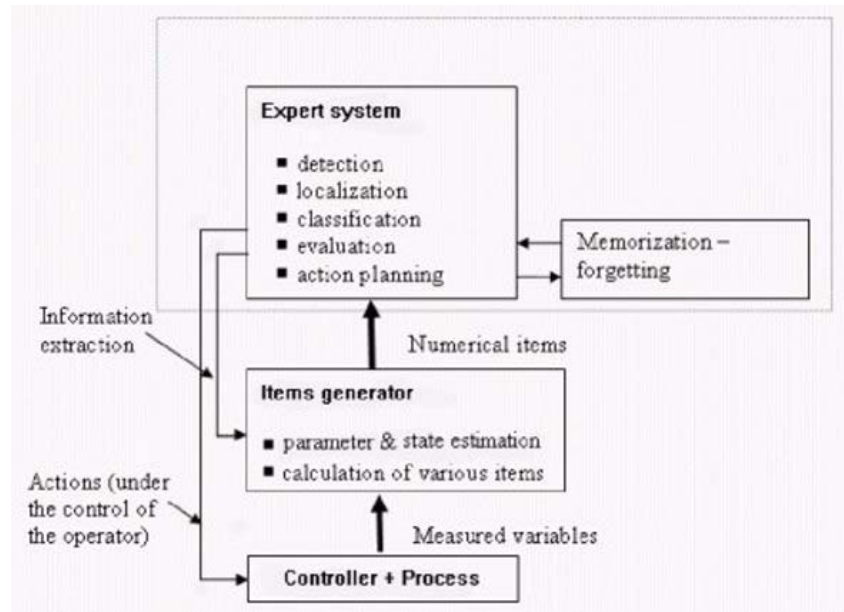 Expert system
■ detection
■ localization
■ classification
■ evaluation
■ action planning
Memorization –
forgetting
Information
extraction
Numerical items
Items generator
■ parameter & state estimation
■ calculation of various items
Actions (under
the control of
the operator)
Measured variables
Controller + Process